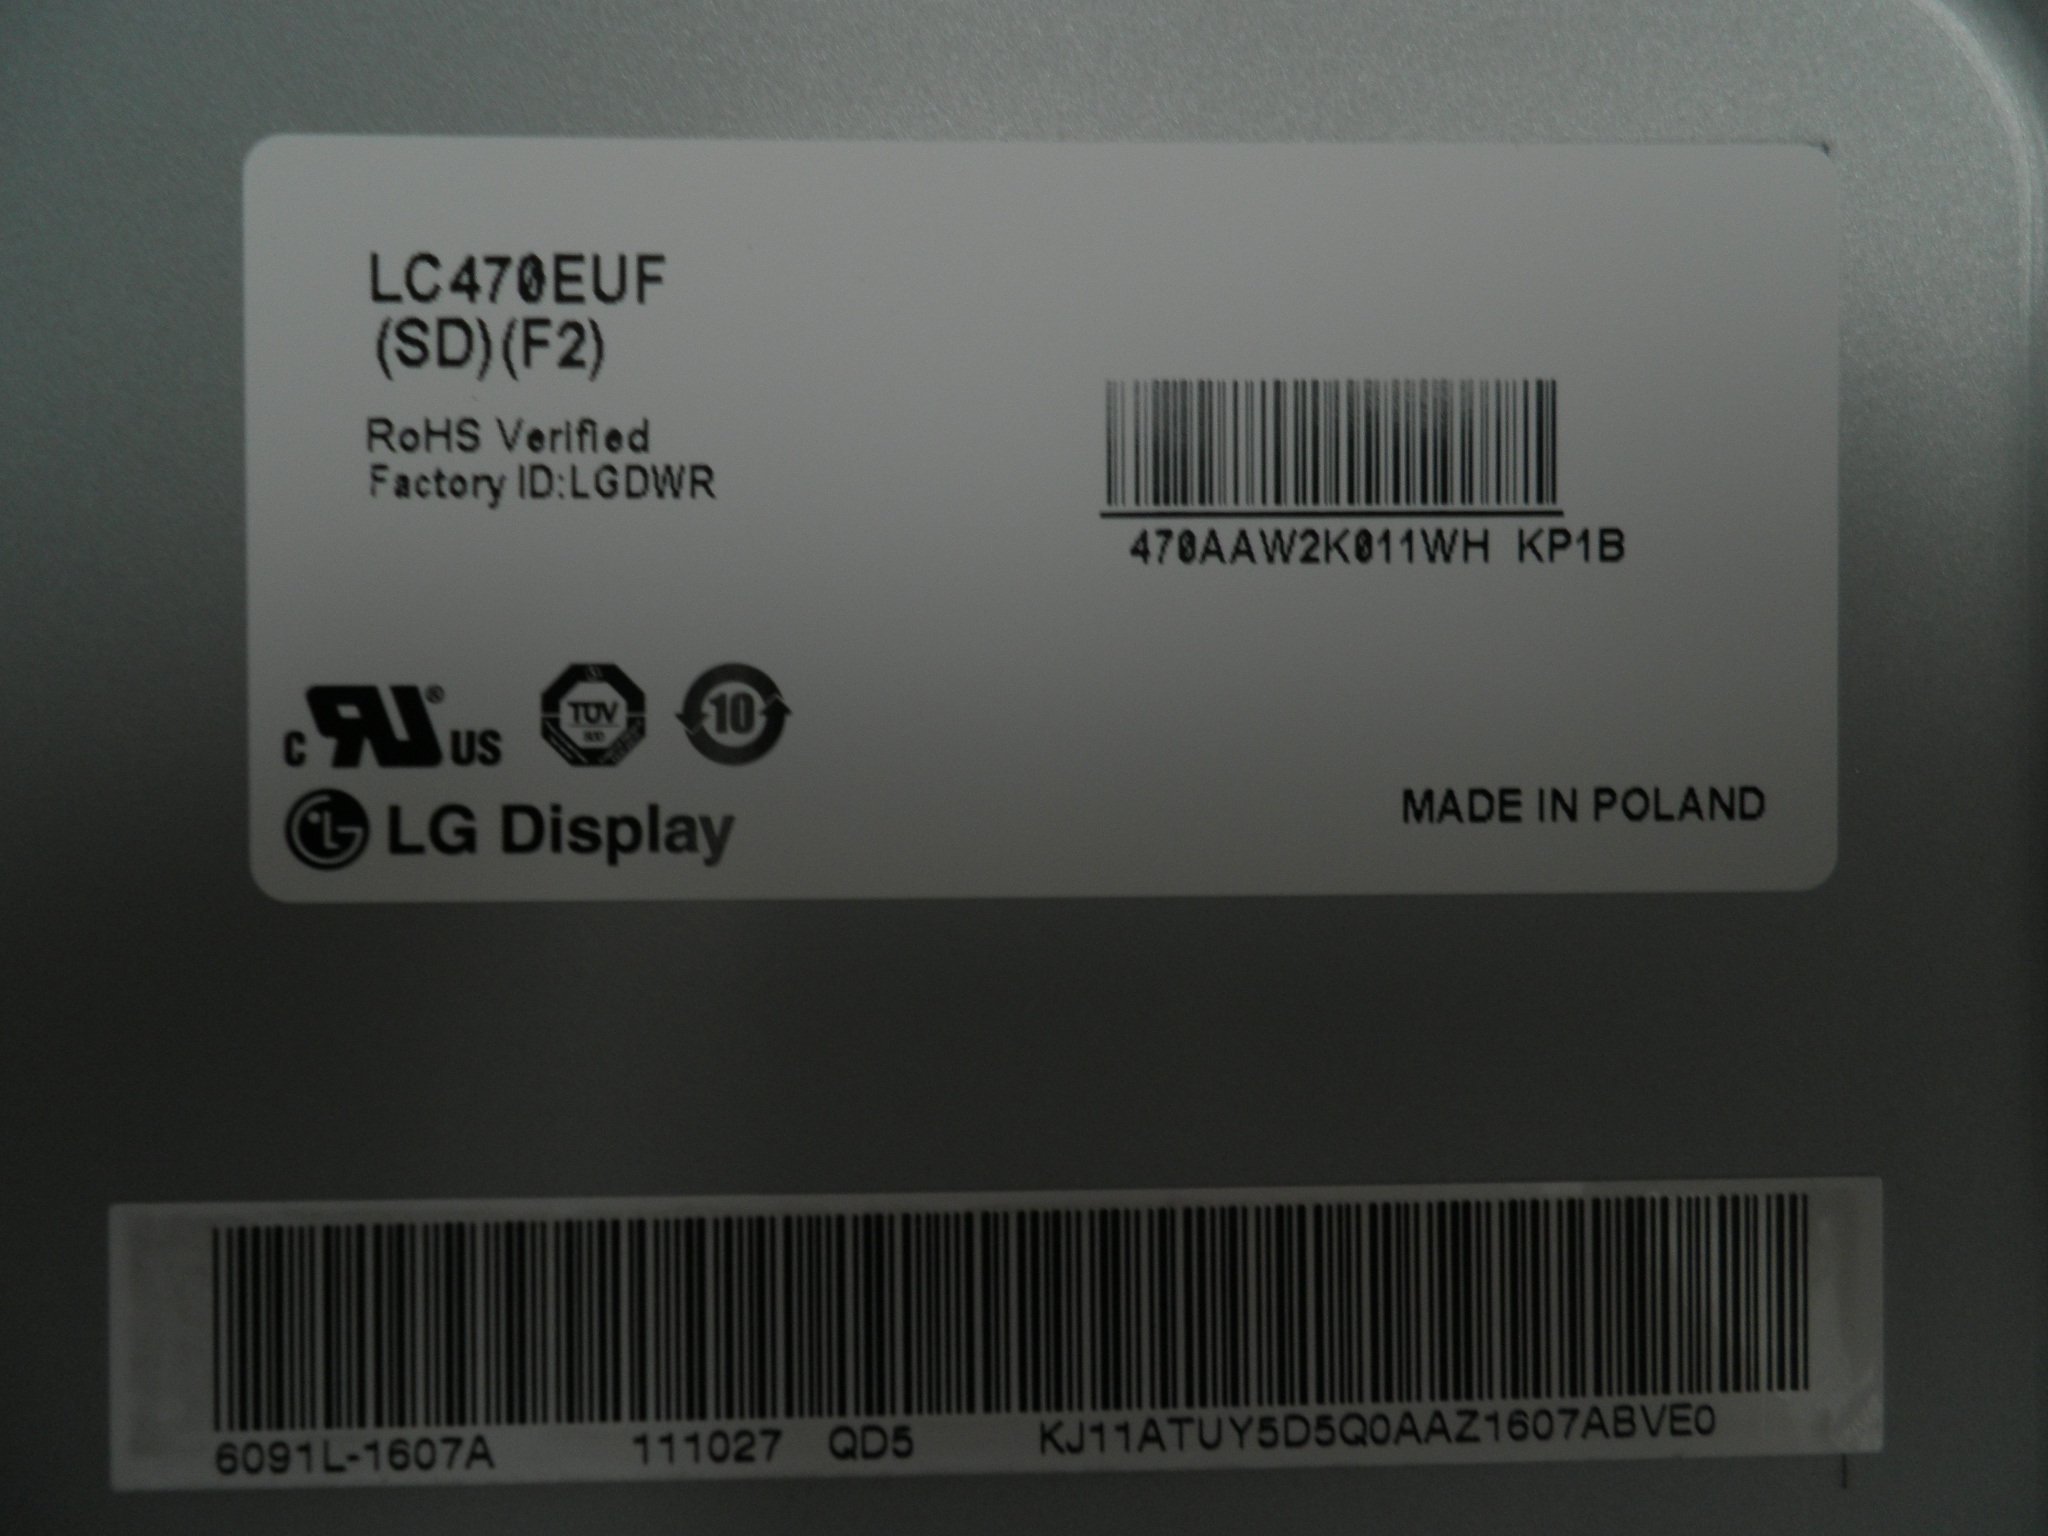 LC470EUF
(SD)(F2)
RoHS Verified
Factory ID:LGDWR
470AAW2K011WH KP1B
c RU® US TÜV 10
LG Display
MADE IN POLAND
6091L-1607A 111027 QD5 KJ11ATUY5D5Q0AAZ1607ABVE0